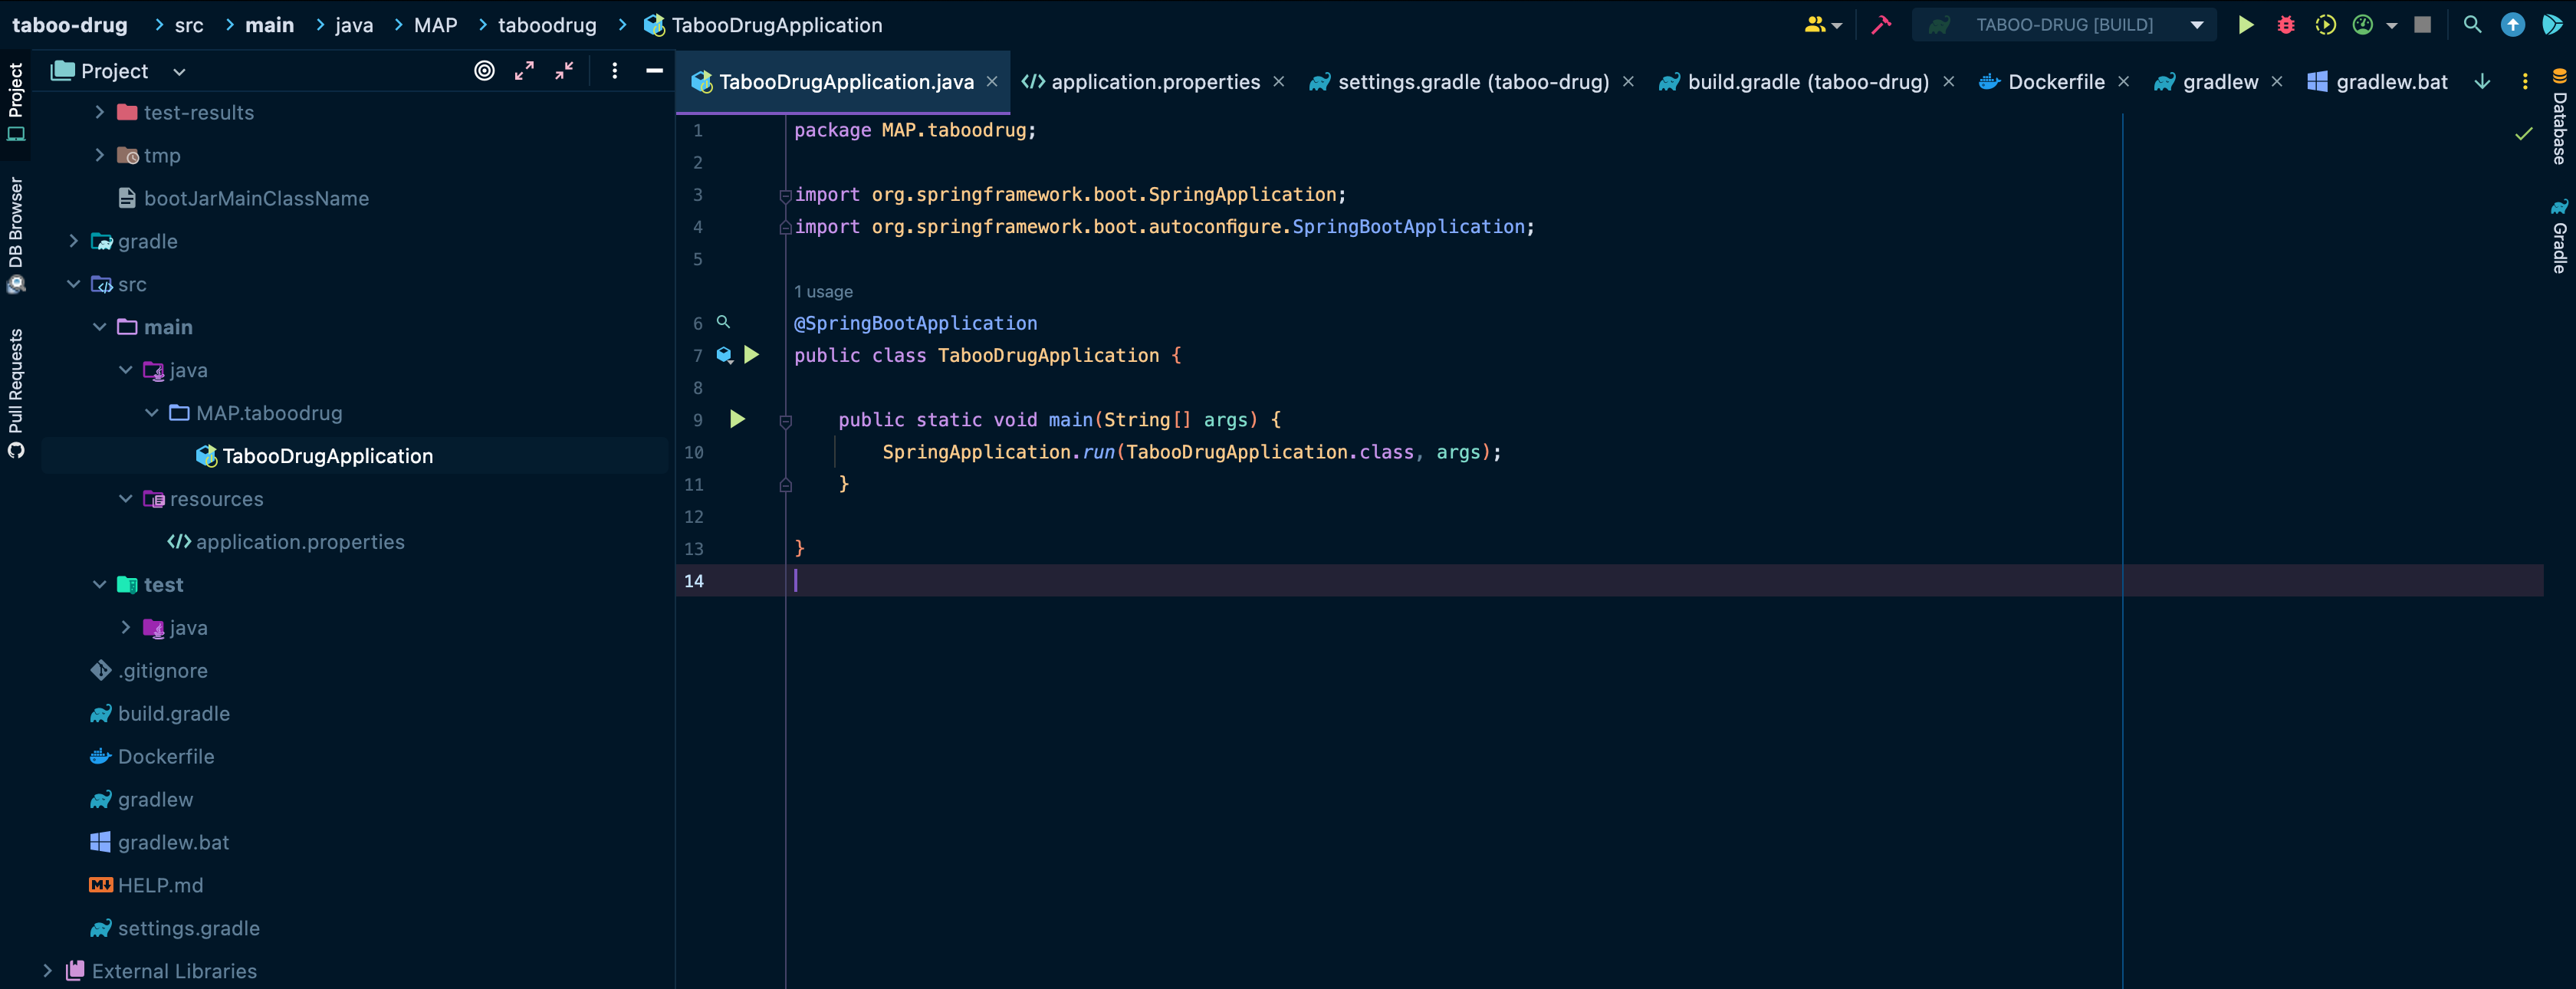 taboo-drug src main java MAP taboodrug TabooDrugApplication
TABOO-DRUG [BUILD]
Project
DB Browser
Pull Requests
Project
test-results
tmp
bootJarMainClassName
gradle
src
main
java
MAP.taboodrug
TabooDrugApplication
resources
application.properties
test
java
.gitignore
build.gradle
Dockerfile
gradlew
gradlew.bat
HELP.md
settings.gradle
External Libraries
TabooDrugApplication.java application.properties settings.gradle (taboo-drug) build.gradle (taboo-drug) Dockerfile gradlew gradlew.bat
1 package MAP.taboodrug;
2
3 import org.springframework.boot.SpringApplication;
4 import org.springframework.boot.autoconfigure.SpringBootApplication;
5
1 usage
6 @SpringBootApplication
7 public class TabooDrugApplication {
8
9 public static void main(String[] args) {
10 SpringApplication.run(TabooDrugApplication.class, args);
11 }
12
13 }
14
Database
Gradle